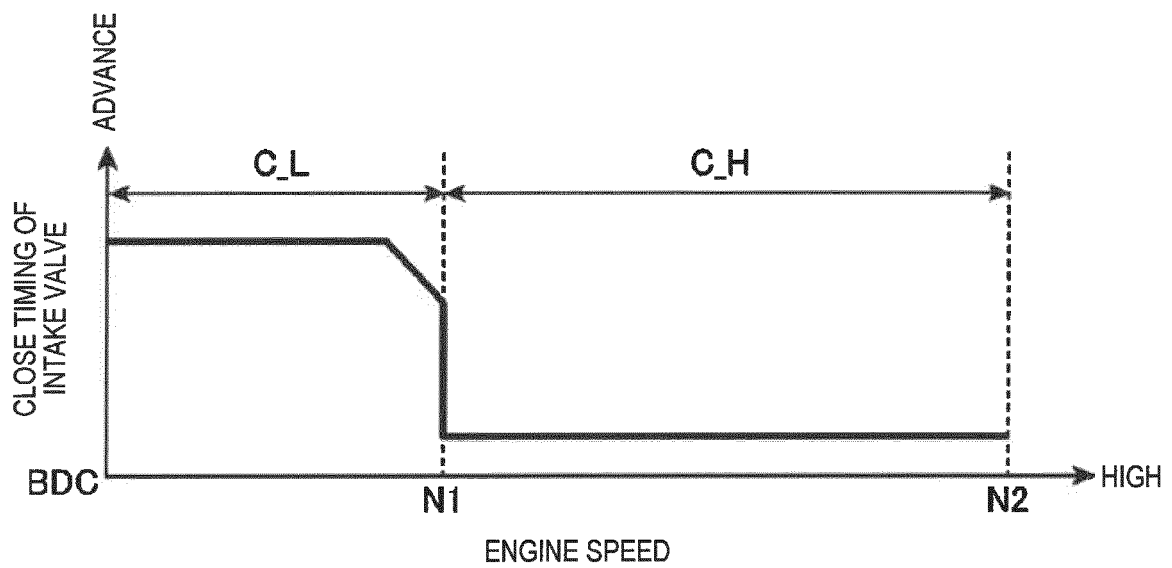 ADVANCE
C_L
C_H
CLOSE TIMING OF
INTAKE VALVE
BDC
N1
N2
HIGH
ENGINE SPEED